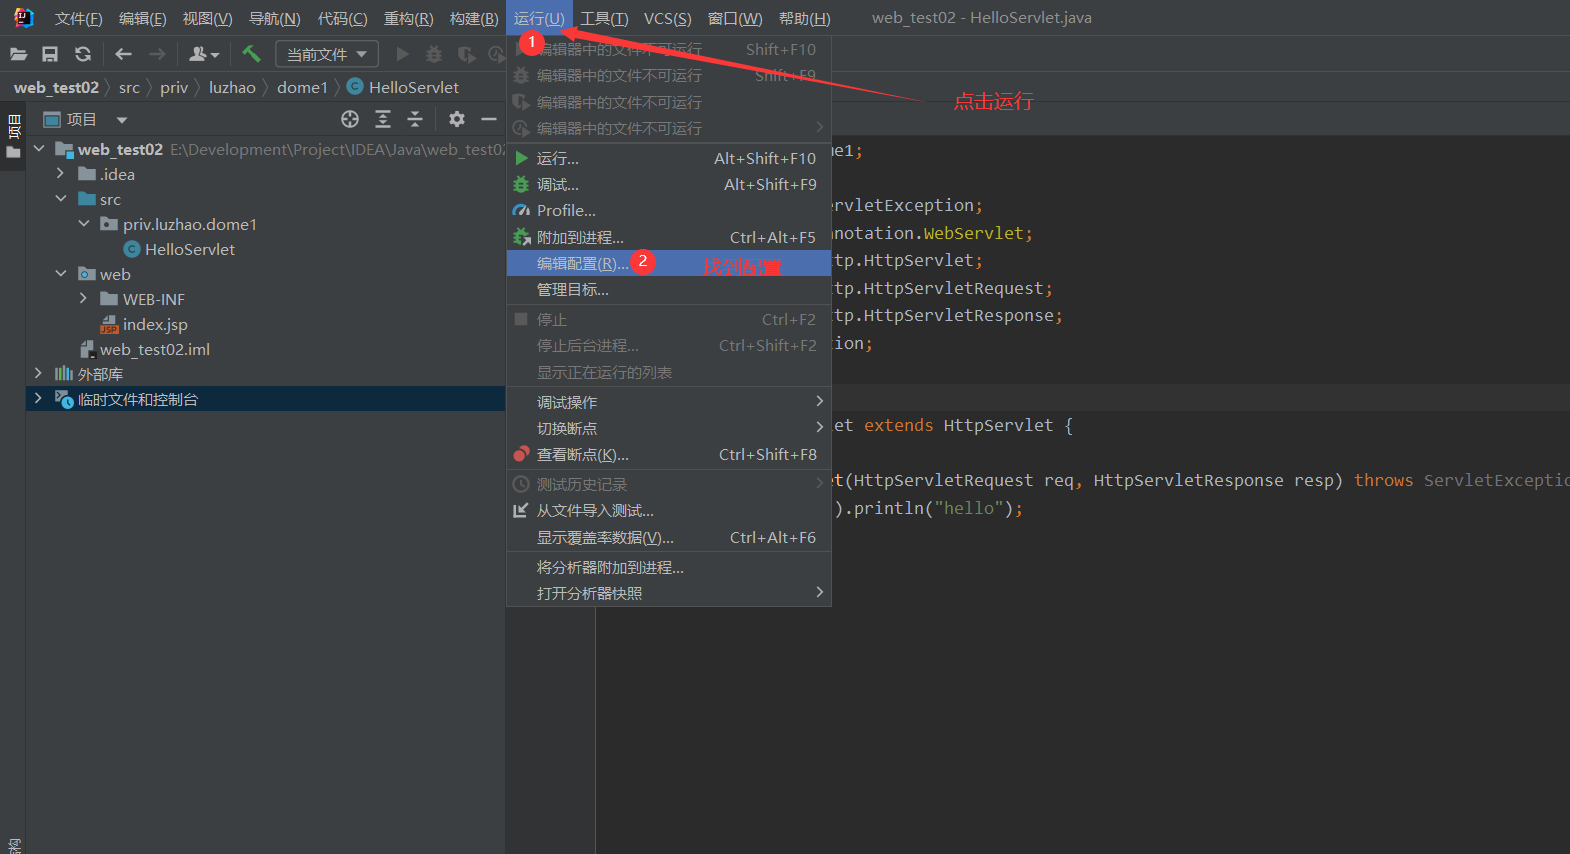 文件(F) 编辑(E) 视图(V) 导航(N) 代码(C) 重构(R) 构建(B) 运行(U) 工具(T) VCS(S) 窗口(W) 帮助(H) web_test02 - HelloServlet.java
当前文件
web_test02 src priv luzhao dome1 HelloServlet
项目
项目
web_test02 E:\Development\Project\IDEA\Java\web_test02
.idea
src
priv.luzhao.dome1
HelloServlet
web
WEB-INF
index.jsp
web_test02.iml
外部库
临时文件和控制台
构
1
点击运行
编辑器中的文件不可运行 Shift+F10
编辑器中的文件不可运行 Shift+F9
编辑器中的文件不可运行
编辑器中的文件不可运行
运行... Alt+Shift+F10
调试... Alt+Shift+F9
Profile...
附加到进程... Ctrl+Alt+F5
编辑配置(R)... 2 找到配置
管理目标...
停止 Ctrl+F2
停止后台进程... Ctrl+Shift+F2
显示正在运行的列表
调试操作
切换断点
查看断点(K)... Ctrl+Shift+F8
测试历史记录
从文件导入测试...
显示覆盖率数据(V)... Ctrl+Alt+F6
将分析器附加到进程...
打开分析器快照
me1;
rvletException;
notation.WebServlet;
tp.HttpServlet;
tp.HttpServletRequest;
tp.HttpServletResponse;
ion;
let extends HttpServlet {
t(HttpServletRequest req, HttpServletResponse resp) throws ServletExceptio
).println("hello");